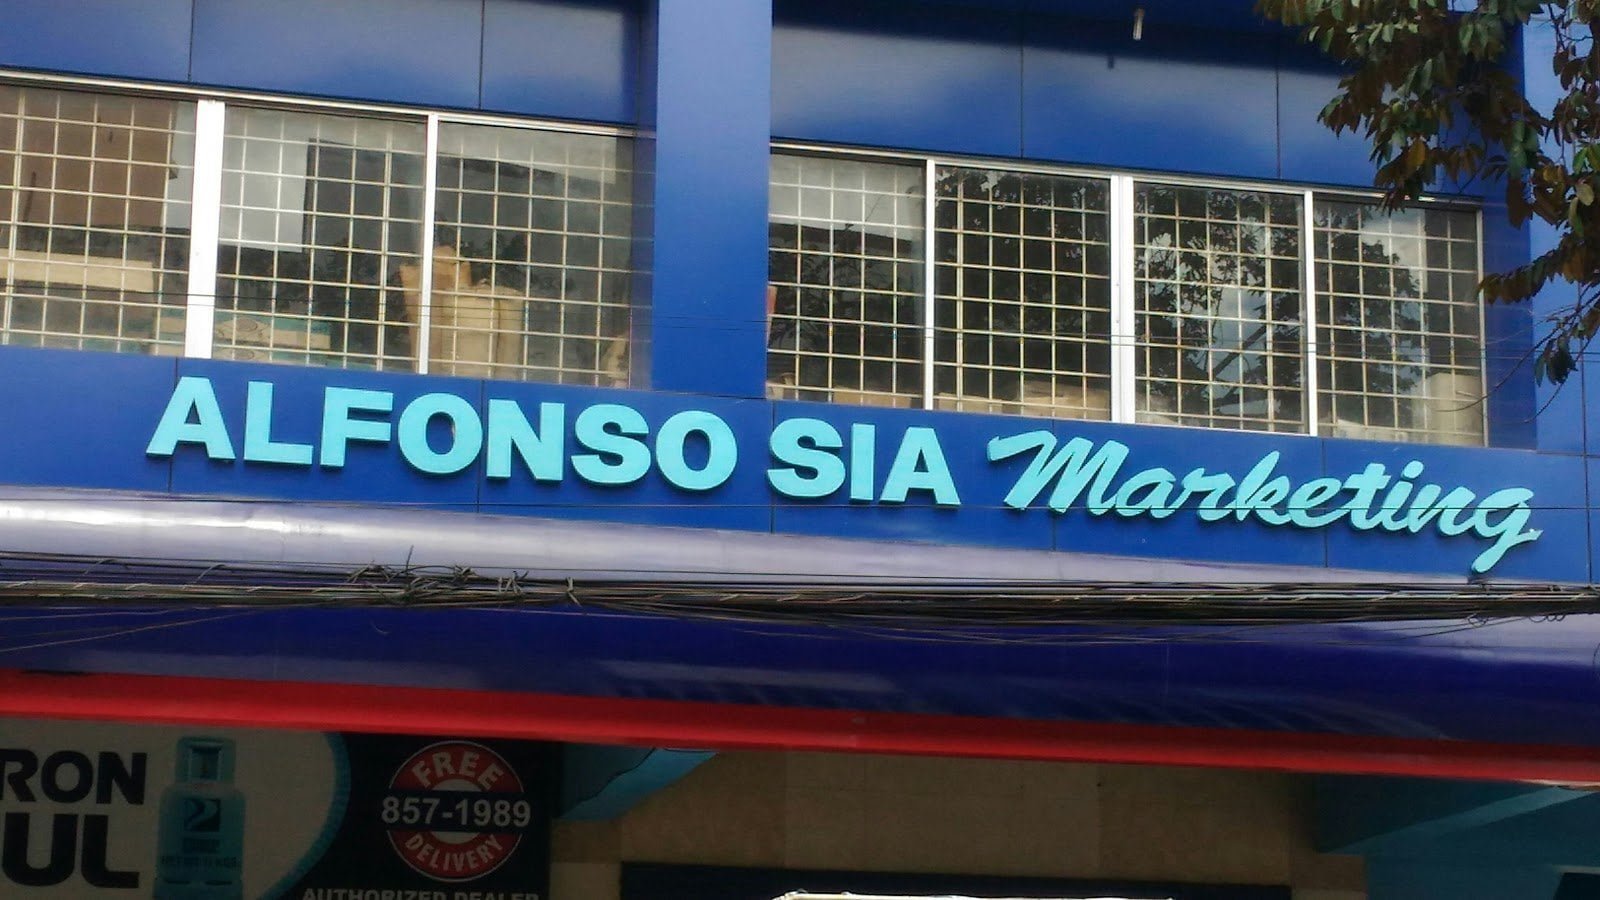 ALFONSO SIA Marketing
RON
UL
FREE
857-1989
DELIVERY
AUTHORIZED DEALER